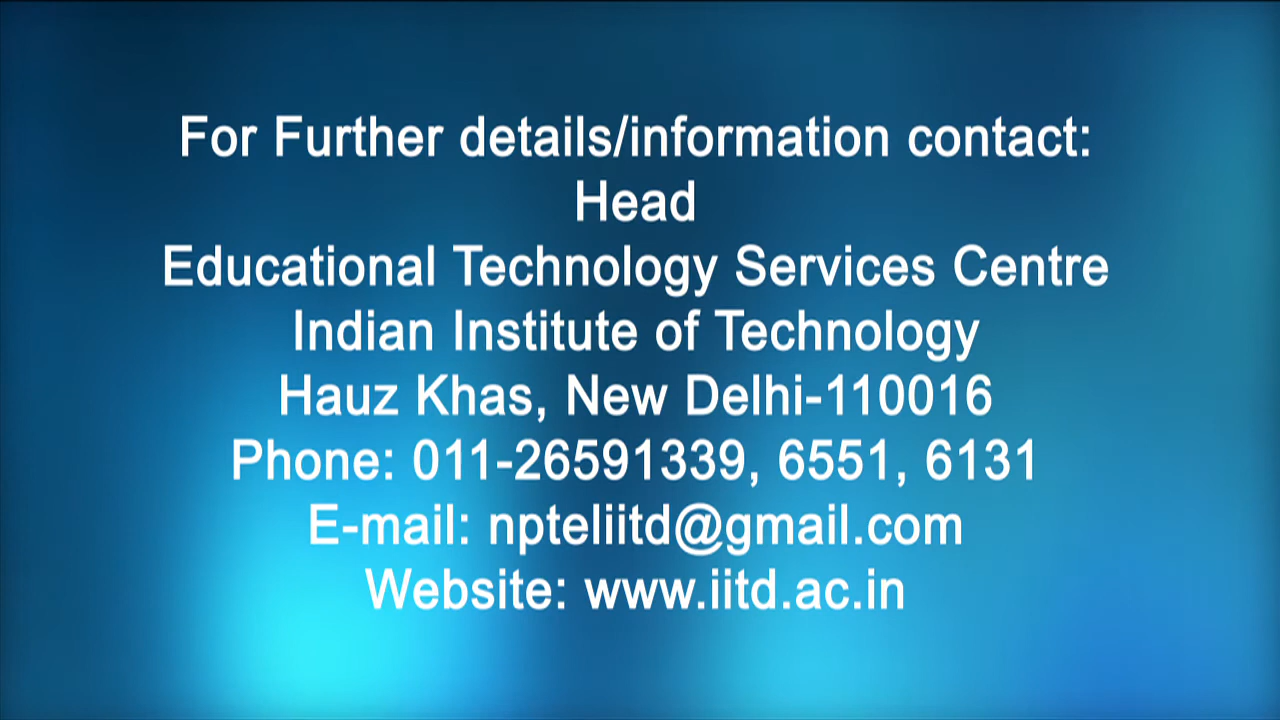 For Further details/information contact:
Head
Educational Technology Services Centre
Indian Institute of Technology
Hauz Khas, New Delhi-110016
Phone: 011-26591339, 6551, 6131
E-mail: npteliitd@gmail.com
Website: www.iitd.ac.in